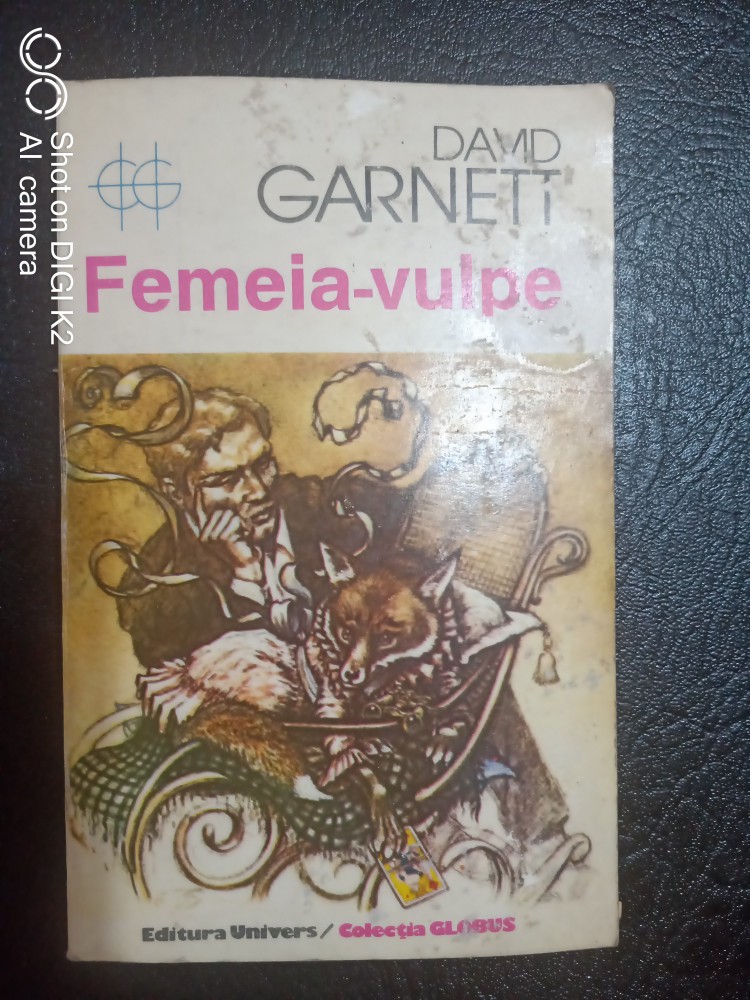 DAVID
GARNETT
Femeia-vulpe
Editura Univers / Colecția GLOBUS
Shot on DIGI K2
AI camera